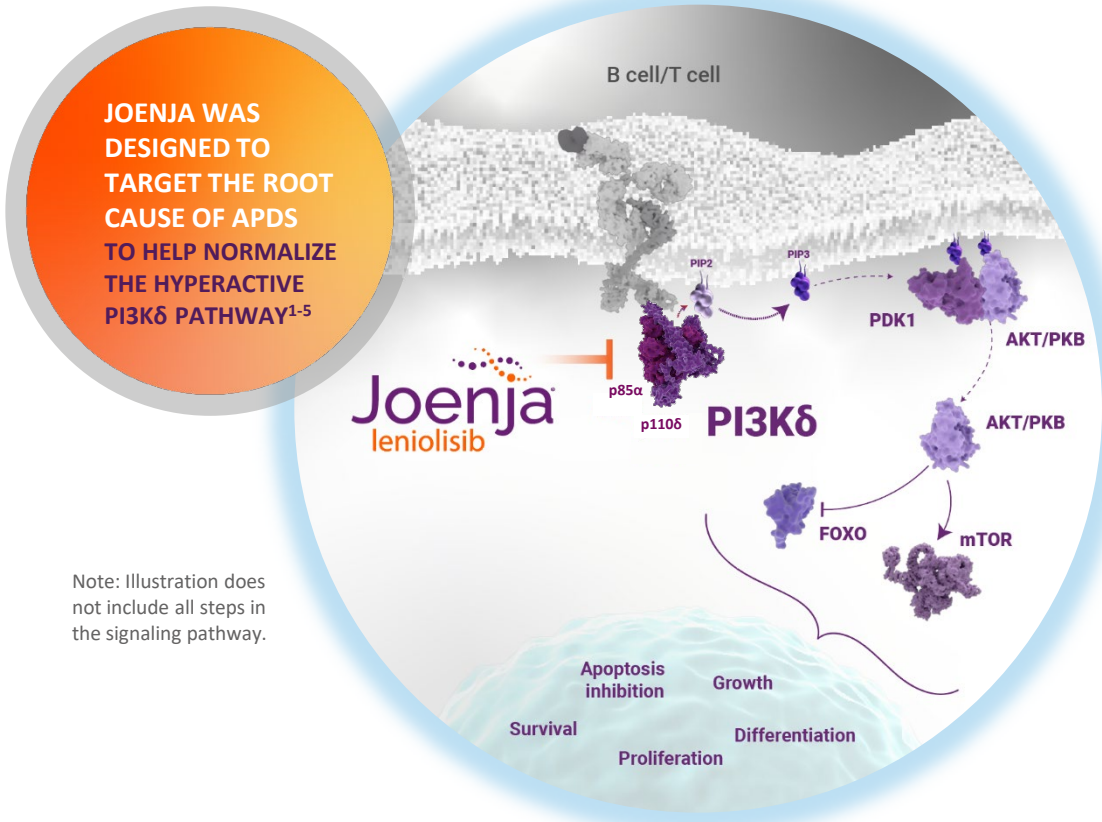 JOENJA WAS
DESIGNED TO
TARGET THE ROOT
CAUSE OF APDS
TO HELP NORMALIZE
THE HYPERACTIVE
PI3Kδ PATHWAY¹⁻⁵
B cell/T cell
PIP2
PIP3
PDK1
AKT/PKB
Joenja®
leniolisib
p85α
p110δ
PI3Kδ
AKT/PKB
FOXO
mTOR
Note: Illustration does
not include all steps in
the signaling pathway.
Apoptosis
inhibition
Growth
Survival
Differentiation
Proliferation